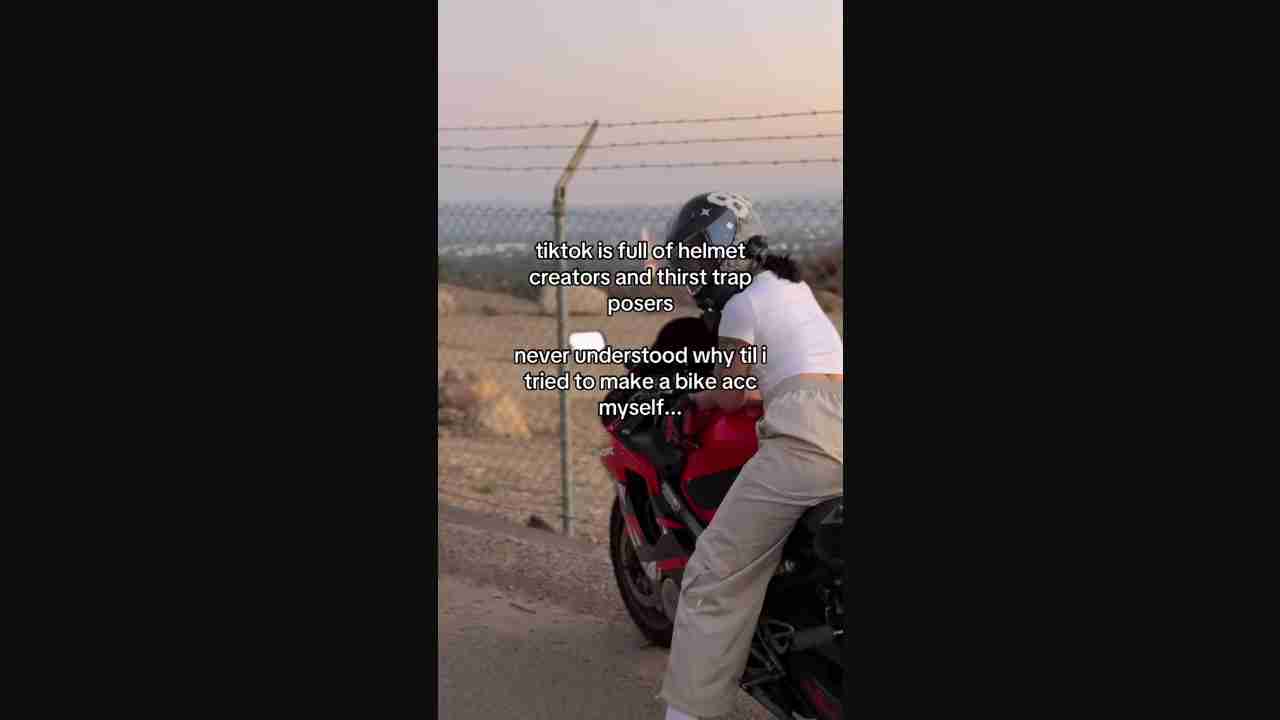 tiktok is full of helmet
creators and thirst trap
posers
never understood why til i
tried to make a bike acc
myself...